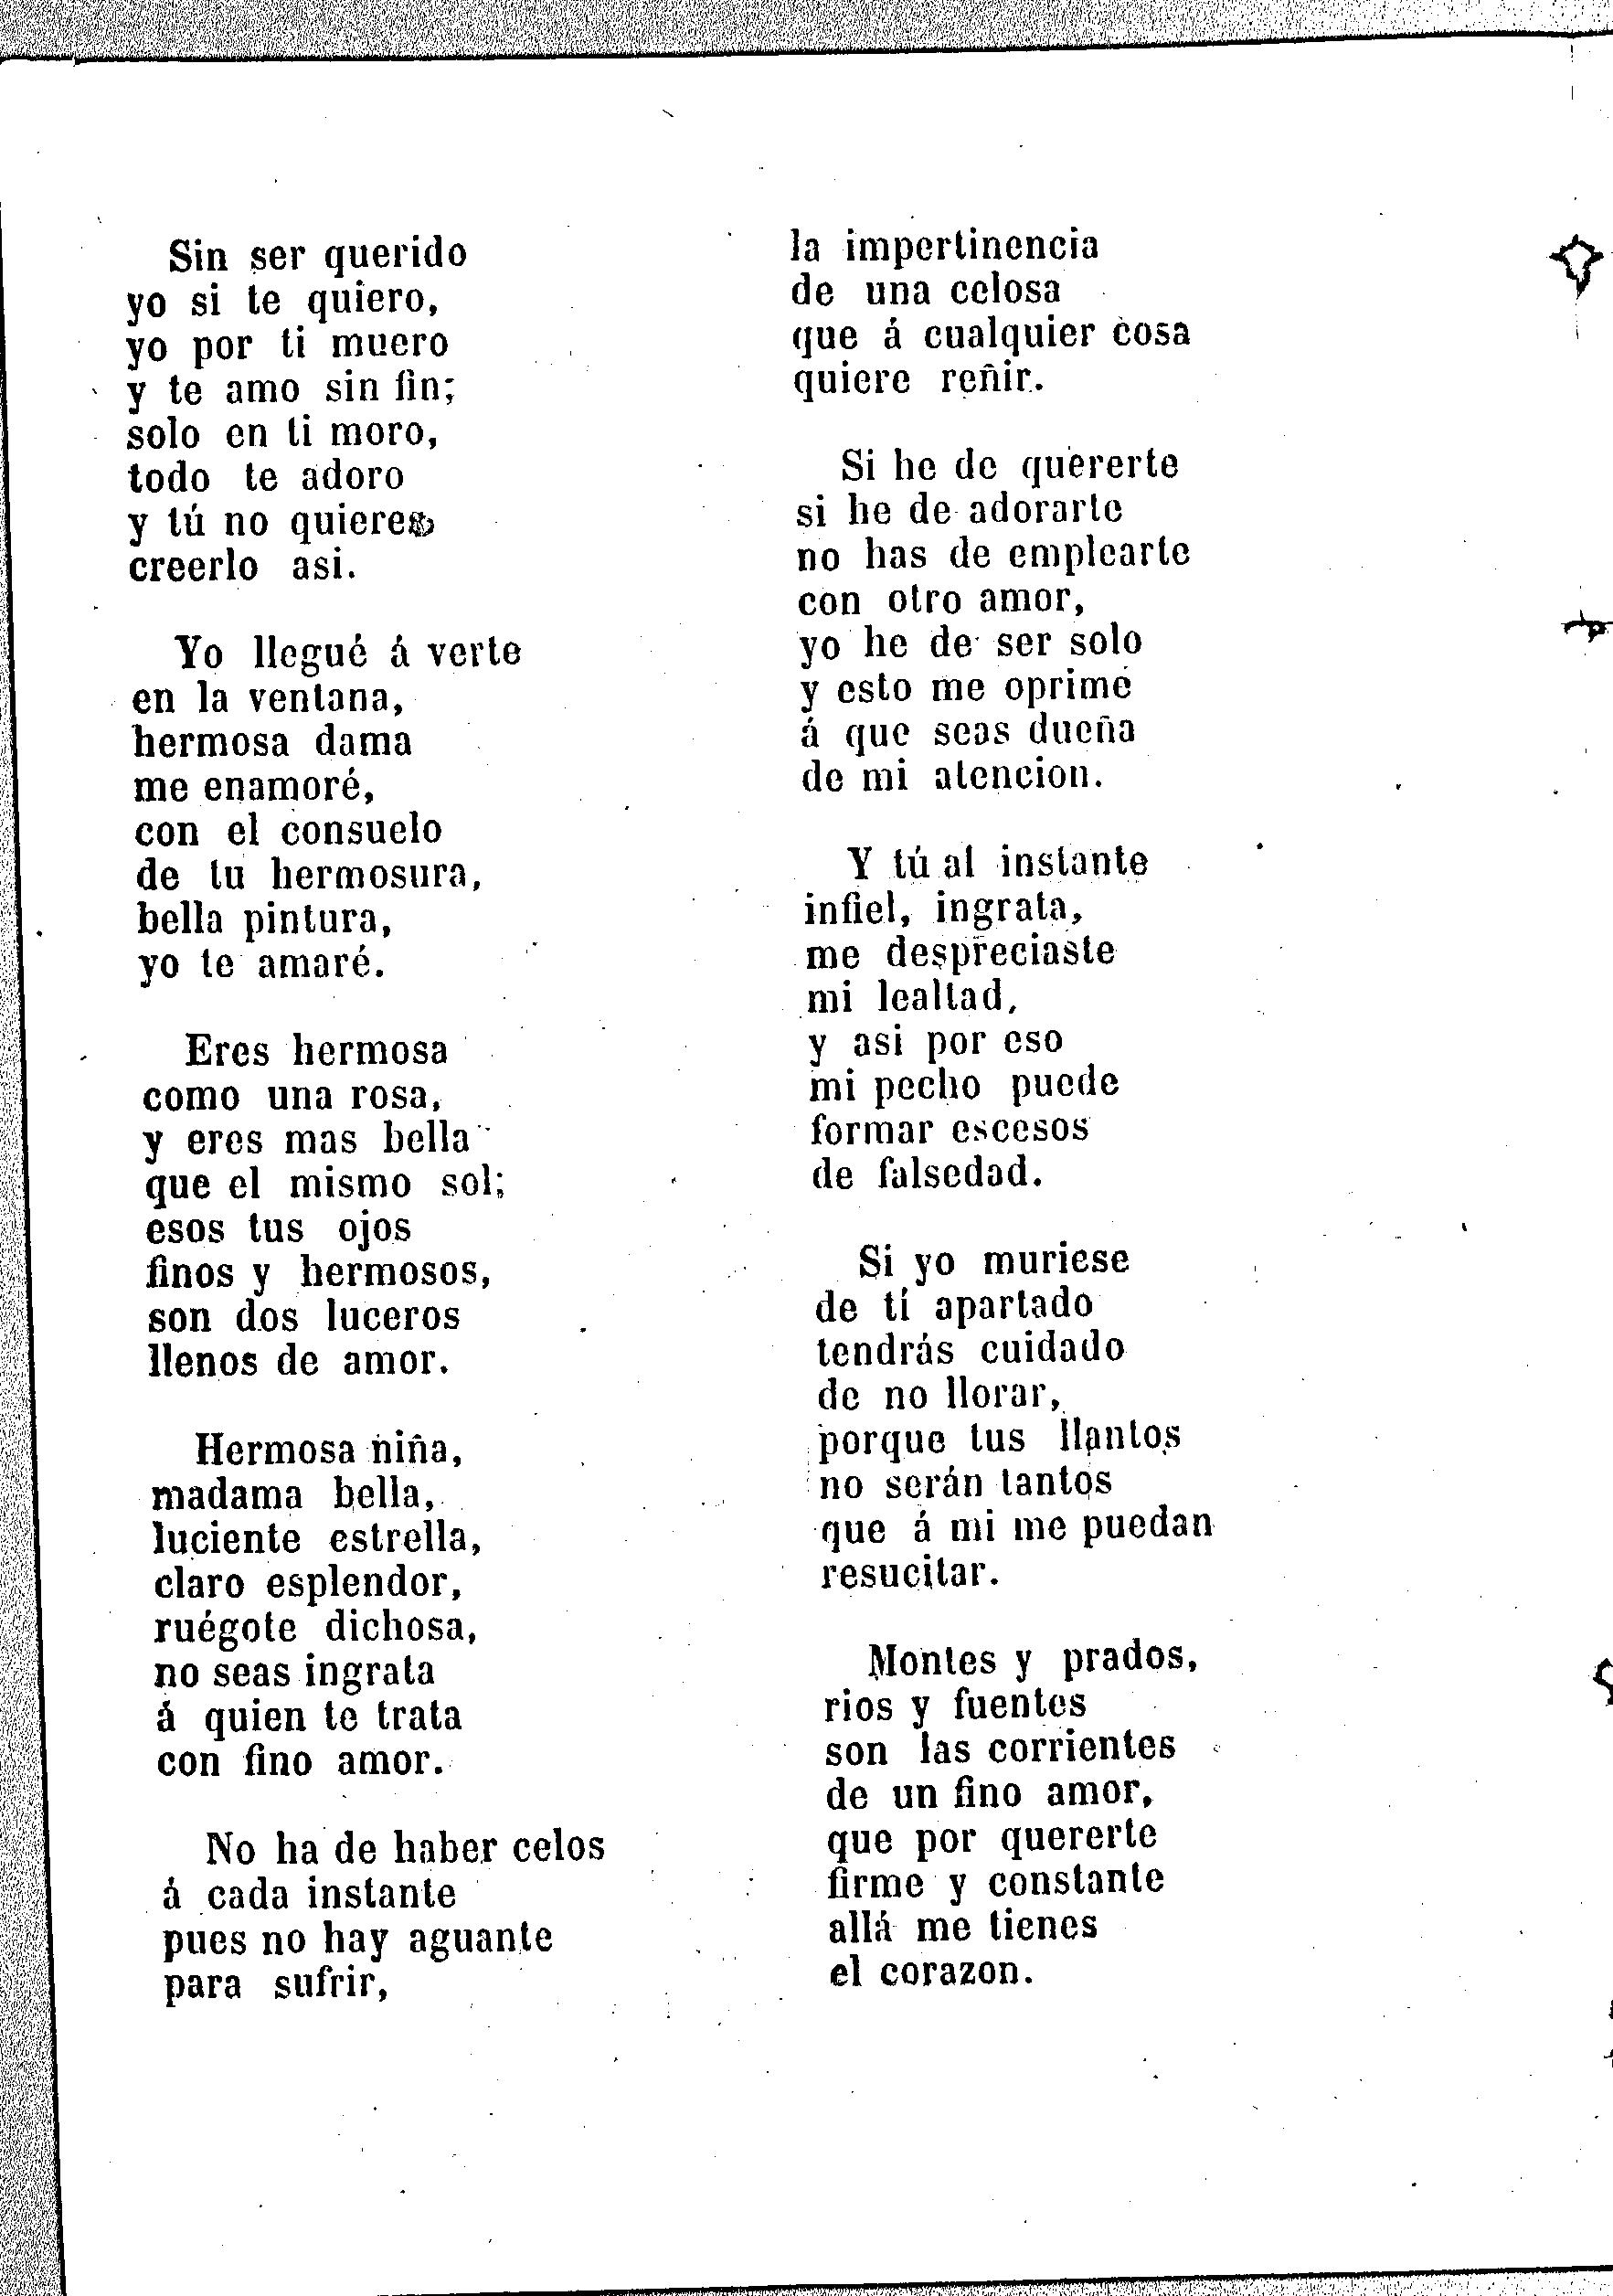 Sin ser querido
yo si te quiero,
yo por ti muero
y te amo sin fin;
solo en ti moro,
todo te adoro
y tú no quieres
creerlo asi.
Yo llegué á verte
en la ventana,
hermosa dama
me enamoré,
con el consuelo
de tu hermosura,
bella pintura,
yo te amaré.
Eres hermosa
como una rosa,
y eres mas bella
que el mismo sol;
esos tus ojos
finos y hermosos,
son dos luceros
llenos de amor.
Hermosa niña,
madama bella,
luciente estrella,
claro esplendor,
ruégote dichosa,
no seas ingrata
á quien te trata
con fino amor.
No ha de haber celos
á cada instante
pues no hay aguante
para sufrir,
la impertinencia
de una celosa
que á cualquier cosa
quiere reñir.
Si he de quererte
si he de adorarte
no has de emplearte
con otro amor,
yo he de ser solo
y esto me oprime
á que seas dueña
de mi atencion.
Y tú al instante
infiel, ingrata,
me despreciaste
mi lealtad,
y asi por eso
mi pecho puede
formar escesos
de falsedad.
Si yo muriese
de tí apartado
tendrás cuidado
de no llorar,
porque tus llantos
no serán tantos
que á mi me puedan
resucitar.
Montes y prados,
rios y fuentes
son las corrientes
de un fino amor,
que por quererte
firme y constante
allá me tienes
el corazon.